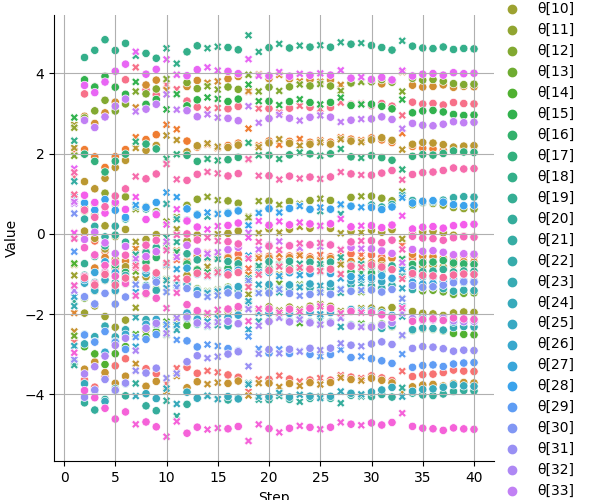 θ[10]
θ[11]
θ[12]
θ[13]
θ[14]
θ[15]
θ[16]
θ[17]
θ[18]
θ[19]
θ[20]
θ[21]
θ[22]
θ[23]
θ[24]
θ[25]
θ[26]
θ[27]
θ[28]
θ[29]
θ[30]
θ[31]
θ[32]
θ[33]
Value
4
2
0
−2
−4
0
5
10
15
20
25
30
35
40
Step